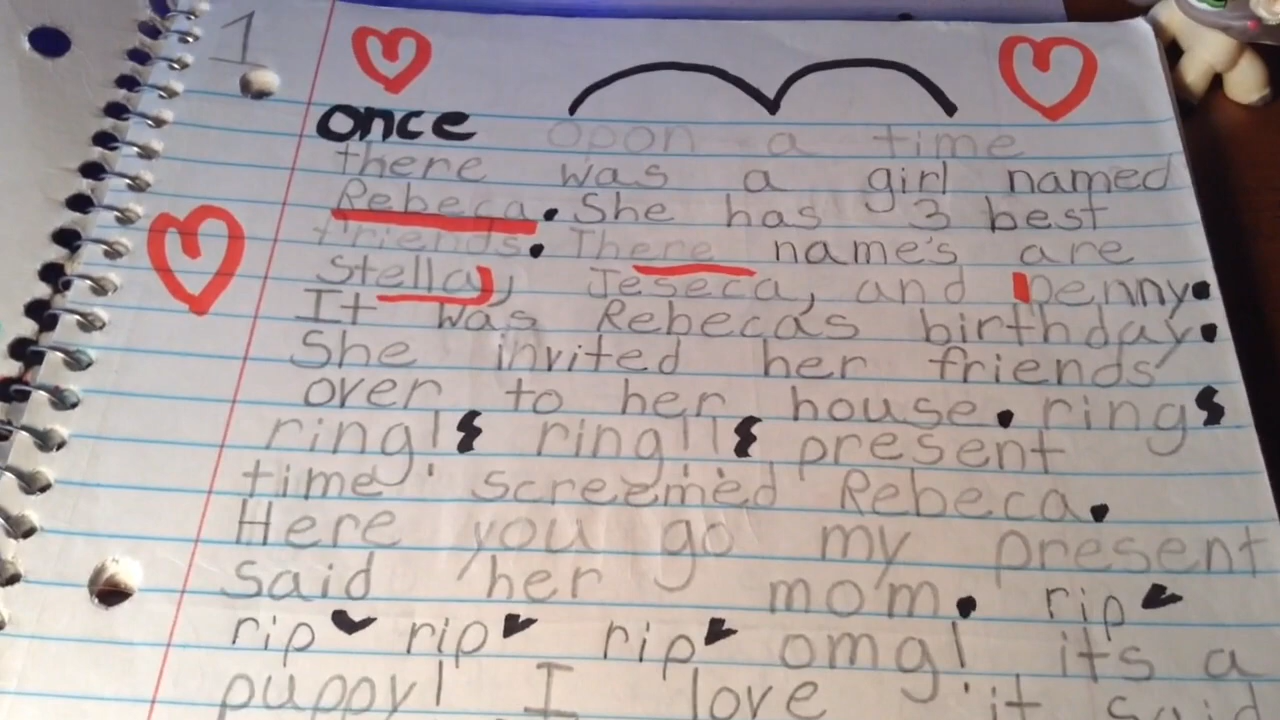 1
once opon a time
there was a girl named
Rebeca. She has 3 best
friends. There name's are
Stella, Jeseca, and penny.
It was Rebeca's birthday.
She invited her friends
over to her house. ring
ring! ring!!! present
time screemed Rebeca.
Here you go my present
said her mom. rip
rip rip rip omg! its a
puppy! I love it said